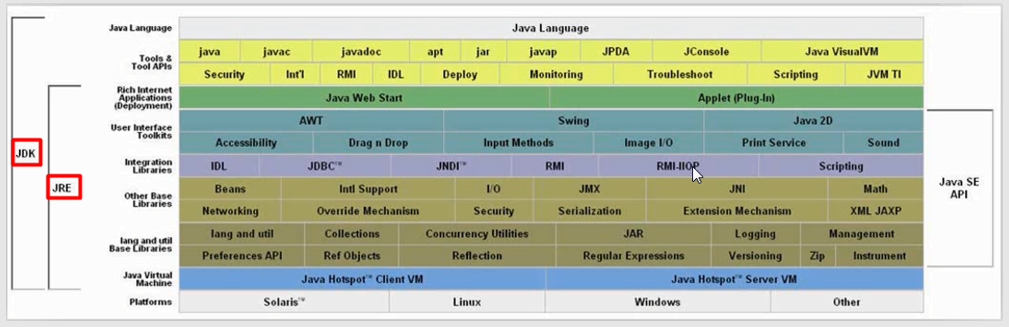 Java Language Java Language
Tools & Tool APIs java javac javadoc apt jar javap JPDA JConsole Java VisualVM
Security Int'l RMI IDL Deploy Monitoring Troubleshoot Scripting JVM TI
Rich Internet Applications (Deployment) Java Web Start Applet (Plug-In)
User Interface Toolkits AWT Swing Java 2D
Accessibility Drag n Drop Input Methods Image I/O Print Service Sound
JDK
Integration Libraries IDL JDBC™ JNDI™ RMI RMI-IIOP Scripting
JRE
Other Base Libraries Beans Intl Support I/O JMX JNI Math
Java SE API
Networking Override Mechanism Security Serialization Extension Mechanism XML JAXP
lang and util Base Libraries lang and util Collections Concurrency Utilities JAR Logging Management
Preferences API Ref Objects Reflection Regular Expressions Versioning Zip Instrument
Java Virtual Machine Java Hotspot™ Client VM Java Hotspot™ Server VM
Platforms Solaris™ Linux Windows Other